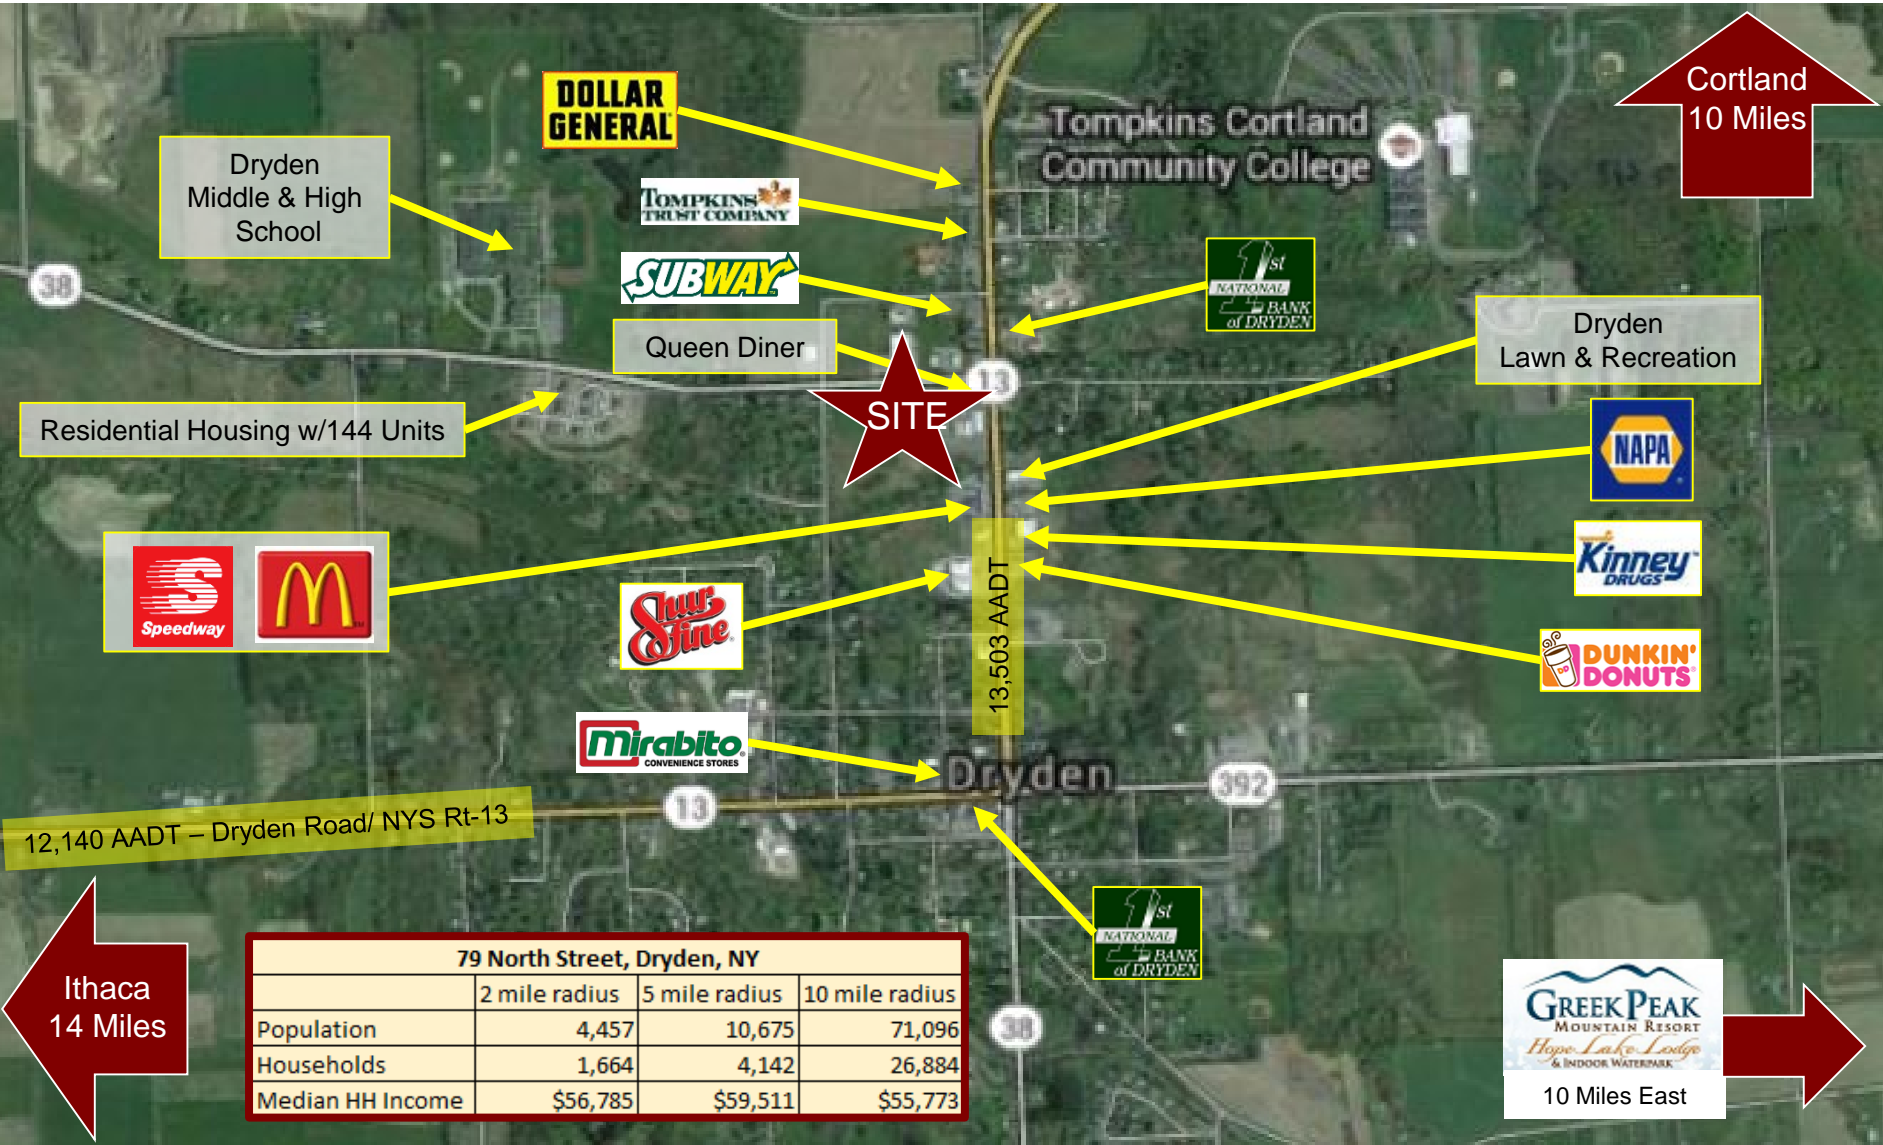 DOLLAR
GENERAL
Tompkins Cortland
Community College
Cortland
10 Miles
Dryden
Middle & High
School
TOMPKINS
TRUST COMPANY
SUBWAY
1st
NATIONAL
BANK
of DRYDEN
38
Queen Diner
13
Dryden
Lawn & Recreation
SITE
Residential Housing w/144 Units
NAPA
Speedway
M
Shur
fine
Kinney
DRUGS
13,503 AADT
DUNKIN'
DONUTS
DD
mirabito
CONVENIENCE STORES
Dryden
392
13
12,140 AADT – Dryden Road/ NYS Rt-13
1st
NATIONAL
BANK
of DRYDEN
Ithaca
14 Miles
79 North Street, Dryden, NY
2 mile radius 5 mile radius 10 mile radius
Population 4,457 10,675 71,096
Households 1,664 4,142 26,884
Median HH Income $56,785 $59,511 $55,773
38
GREEK PEAK
MOUNTAIN RESORT
Hope Lake Lodge
& INDOOR WATERPARK
10 Miles East